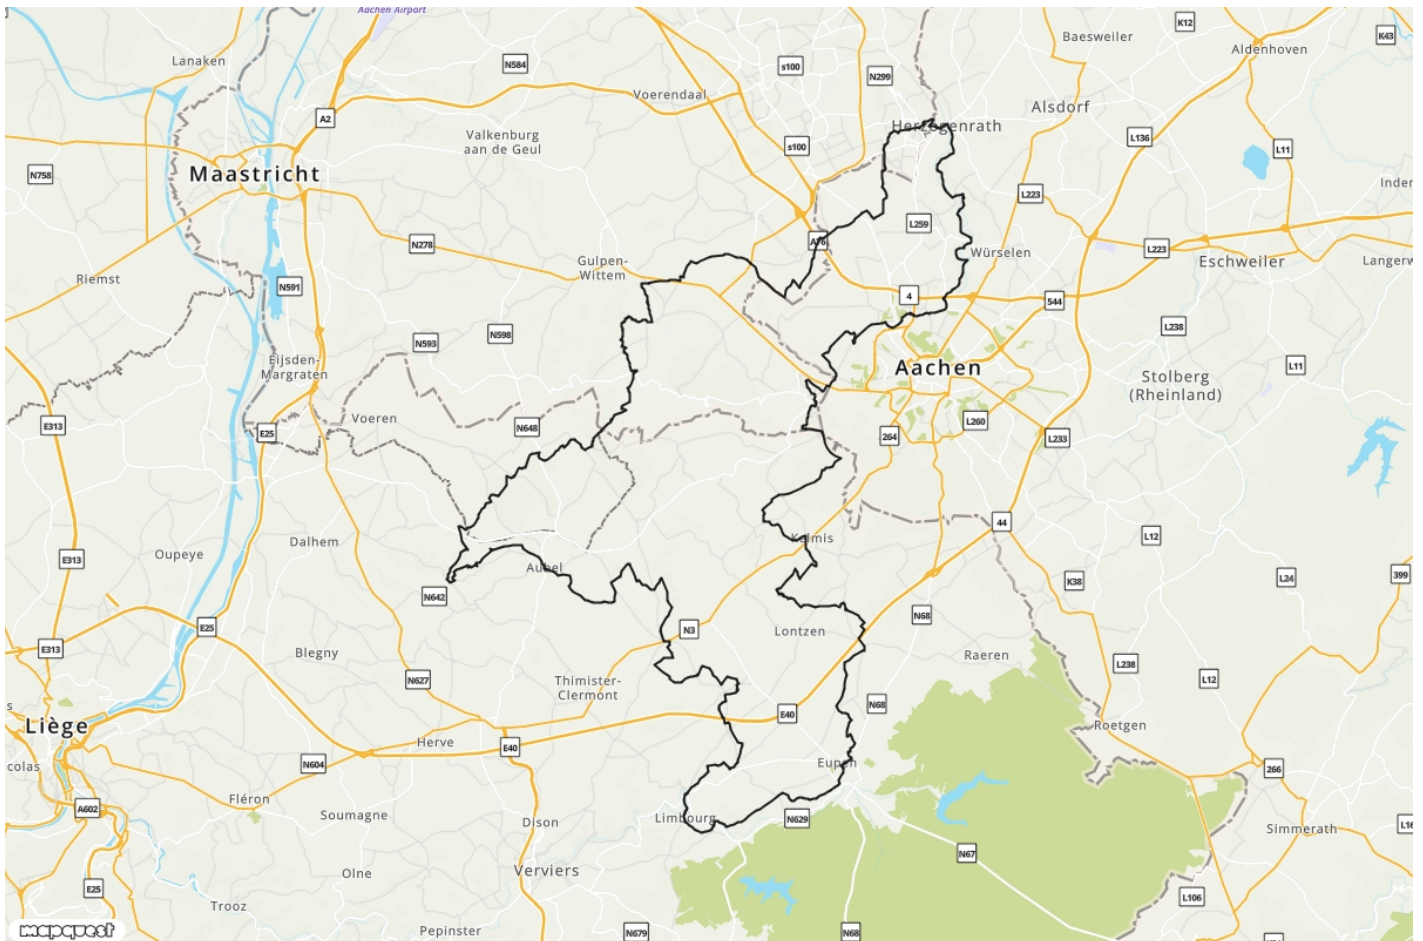 Aachen Airport
K12
Baesweiler
K43
Aldenhoven
Lanaken
N584
s100
N299
Voerendaal
Alsdorf
A2
Herzogenrath
Valkenburg
aan de Geul
s100
L136
L11
N758
Maastricht
Inder
L223
L259
N278
A76
L223
Würselen
Gulpen-
Wittem
Eschweiler
Langerw
Riemst
N591
4
544
N598
L238
N593
Eijsden-
Margraten
Aachen
L11
Stolberg
(Rheinland)
Voeren
E313
N648
L260
E25
264
L233
44
Kelmis
L12
Dalhem
Oupeye
E313
Aubel
K38
L24
399
N642
N68
E25
N3
Lontzen
E313
Blegny
Raeren
L238
N627
Thimister-
Clermont
L12
N68
E40
Liège
Roetgen
Herve
E40
N604
Eupen
266
colas
Fléron
A602
Soumagne
Limbourg
N629
Dison
Simmerath
L16
N67
Verviers
Olne
E25
L106
Trooz
Pepinster
N679
N68
mapquest